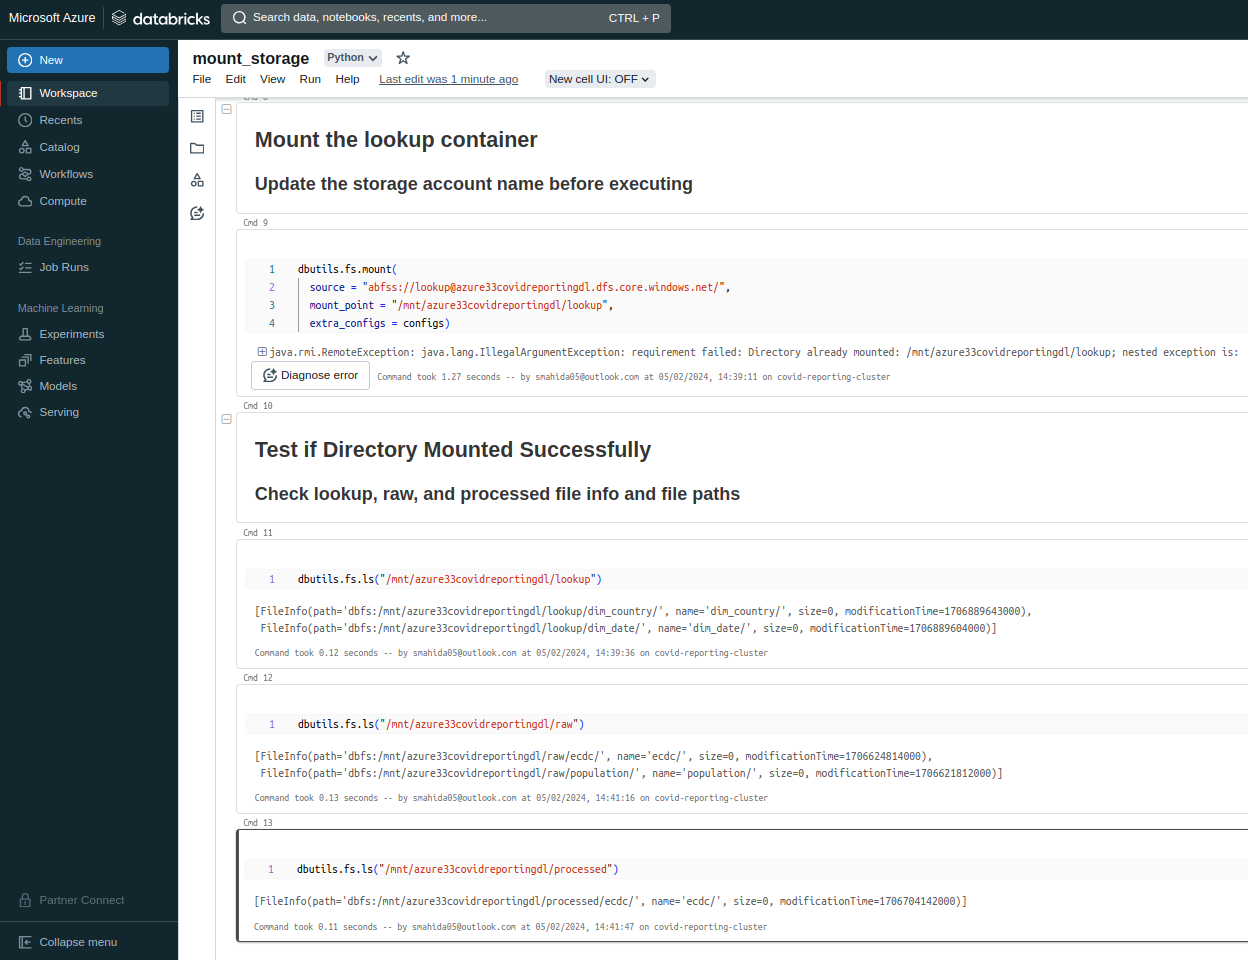 Microsoft Azure
databricks
Search data, notebooks, recents, and more...
CTRL + P
New
Workspace
Recents
Catalog
Workflows
Compute
Data Engineering
Job Runs
Machine Learning
Experiments
Features
Models
Serving
Partner Connect
Collapse menu
mount_storage
Python
File Edit View Run Help Last edit was 1 minute ago New cell UI: OFF
Mount the lookup container
Update the storage account name before executing
Cmd 9
1 dbutils.fs.mount(
2 source = "abfss://lookup@azure33covidreportingdl.dfs.core.windows.net/",
3 mount_point = "/mnt/azure33covidreportingdl/lookup",
4 extra_configs = configs)
java.rmi.RemoteException: java.lang.IllegalArgumentException: requirement failed: Directory already mounted: /mnt/azure33covidreportingdl/lookup; nested exception is:
Diagnose error
Command took 1.27 seconds -- by smahida05@outlook.com at 05/02/2024, 14:39:11 on covid-reporting-cluster
Cmd 10
Test if Directory Mounted Successfully
Check lookup, raw, and processed file info and file paths
Cmd 11
1 dbutils.fs.ls("/mnt/azure33covidreportingdl/lookup")
[FileInfo(path='dbfs:/mnt/azure33covidreportingdl/lookup/dim_country/', name='dim_country/', size=0, modificationTime=1706889643000),
FileInfo(path='dbfs:/mnt/azure33covidreportingdl/lookup/dim_date/', name='dim_date/', size=0, modificationTime=1706889604000)]
Command took 0.12 seconds -- by smahida05@outlook.com at 05/02/2024, 14:39:36 on covid-reporting-cluster
Cmd 12
1 dbutils.fs.ls("/mnt/azure33covidreportingdl/raw")
[FileInfo(path='dbfs:/mnt/azure33covidreportingdl/raw/ecdc/', name='ecdc/', size=0, modificationTime=1706624814000),
FileInfo(path='dbfs:/mnt/azure33covidreportingdl/raw/population/', name='population/', size=0, modificationTime=1706621812000)]
Command took 0.13 seconds -- by smahida05@outlook.com at 05/02/2024, 14:41:16 on covid-reporting-cluster
Cmd 13
1 dbutils.fs.ls("/mnt/azure33covidreportingdl/processed")
[FileInfo(path='dbfs:/mnt/azure33covidreportingdl/processed/ecdc/', name='ecdc/', size=0, modificationTime=1706704142000)]
Command took 0.11 seconds -- by smahida05@outlook.com at 05/02/2024, 14:41:47 on covid-reporting-cluster